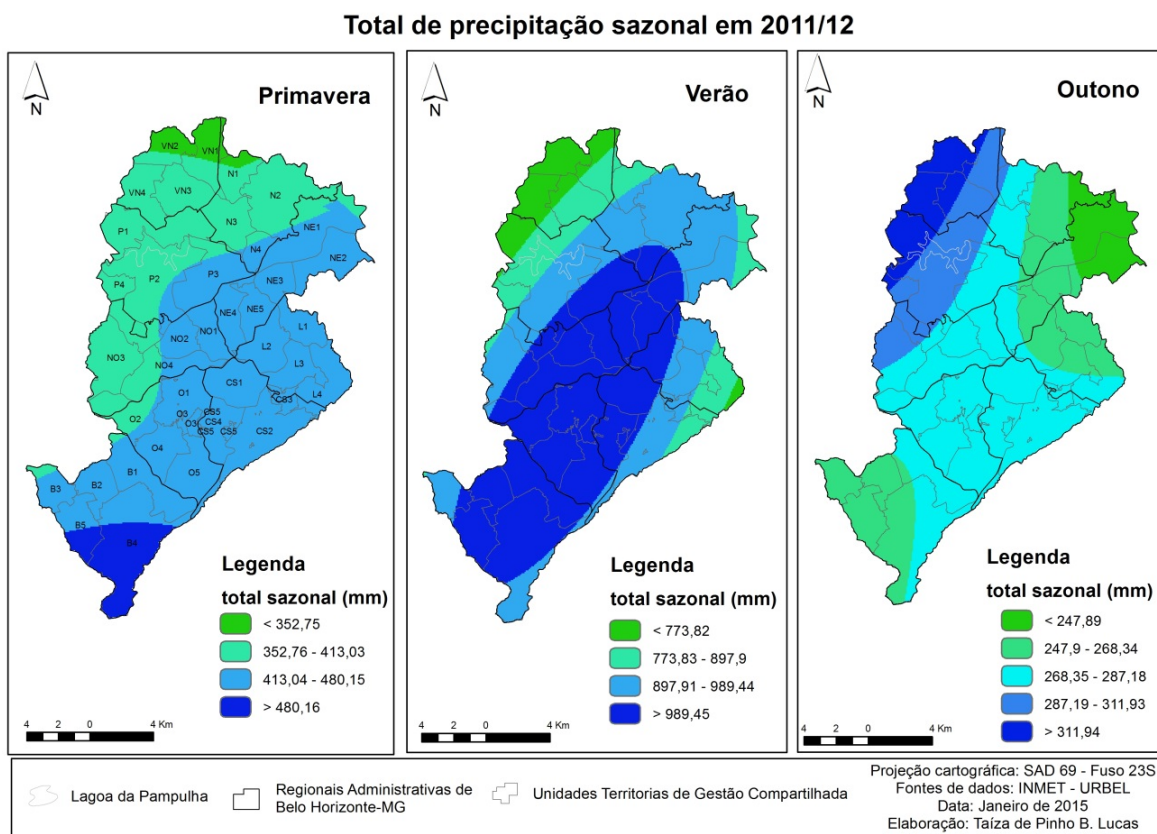 Total de precipitação sazonal em 2011/12
N
Primavera
VN2
VN1
N1
VN4
VN3
N2
P1
N3
NE1
N4
NE2
P2
P3
P4
NE3
NE4
NE5
NO1
L1
NO2
L2
NO3
NO4
L3
O1
CS1
L4
CS3
O2
O3
CS5
O3
CS4
CS5
CS5
CS2
O4
B1
O5
B3
B2
B5
B4
Legenda
total sazonal (mm)
< 352,75
352,76 - 413,03
413,04 - 480,15
> 480,16
4 2 0 4 Km
N
Verão
Legenda
total sazonal (mm)
< 773,82
773,83 - 897,9
897,91 - 989,44
> 989,45
4 2 0 4 Km
N
Outono
Legenda
total sazonal (mm)
< 247,89
247,9 - 268,34
268,35 - 287,18
287,19 - 311,93
> 311,94
4 2 0 4 Km
Lagoa da Pampulha
Regionais Administrativas de
Belo Horizonte-MG
Unidades Territorias de Gestão Compartilhada
Projeção cartográfica: SAD 69 - Fuso 23S
Fontes de dados: INMET - URBEL
Data: Janeiro de 2015
Elaboração: Taíza de Pinho B. Lucas